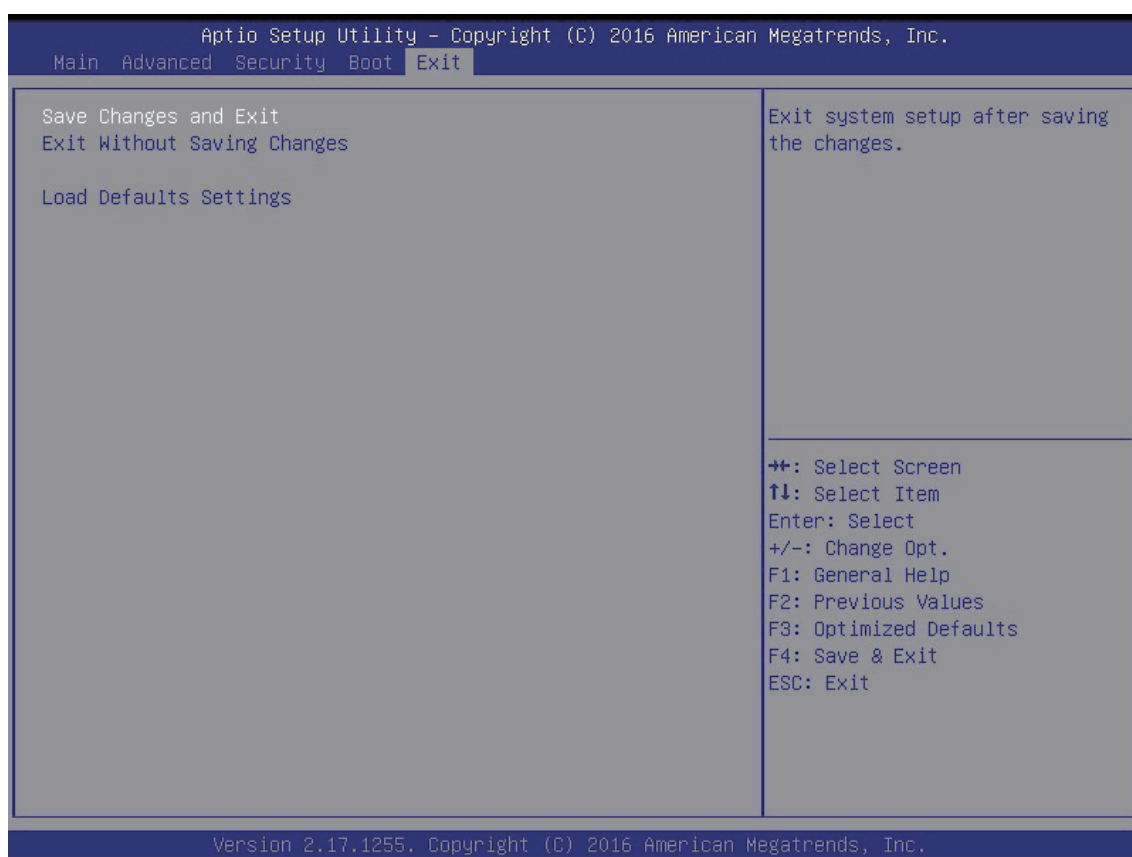 Aptio Setup Utility – Copyright (C) 2016 American Megatrends, Inc.
Main Advanced Security Boot Exit
Save Changes and Exit
Exit Without Saving Changes
Load Defaults Settings
Exit system setup after saving
the changes.
→←: Select Screen
↑↓: Select Item
Enter: Select
+/-: Change Opt.
F1: General Help
F2: Previous Values
F3: Optimized Defaults
F4: Save & Exit
ESC: Exit
Version 2.17.1255. Copyright (C) 2016 American Megatrends, Inc.